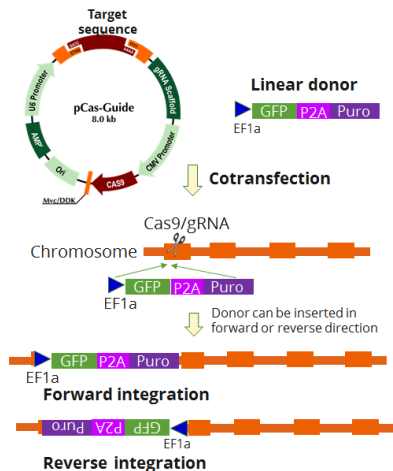 Target
sequence
U6 Promoter
gRNA Scaffold
pCas-Guide
8.0 kb
AMP
CMV Promoter
Ori
CAS9
Myc/DDK
Linear donor
GFP P2A Puro
EF1a
Cotransfection
Cas9/gRNA
Chromosome
GFP P2A Puro
EF1a
Donor can be inserted in
forward or reverse direction
GFP P2A Puro
EF1a
Forward integration
Puro P2A GFP
EF1a
Reverse integration